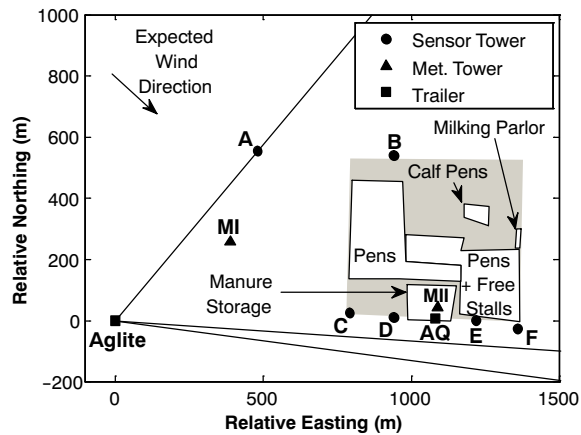 1000
800
600
400
200
0
−200
Relative Northing (m)
Expected
Wind
Direction
Sensor Tower
Met. Tower
Trailer
A
B
Milking Parlor
Calf Pens
MI
Pens
Pens
+ Free
Stalls
Manure
Storage
MII
Aglite
C
D
AQ
E
F
0
500
1000
1500
Relative Easting (m)